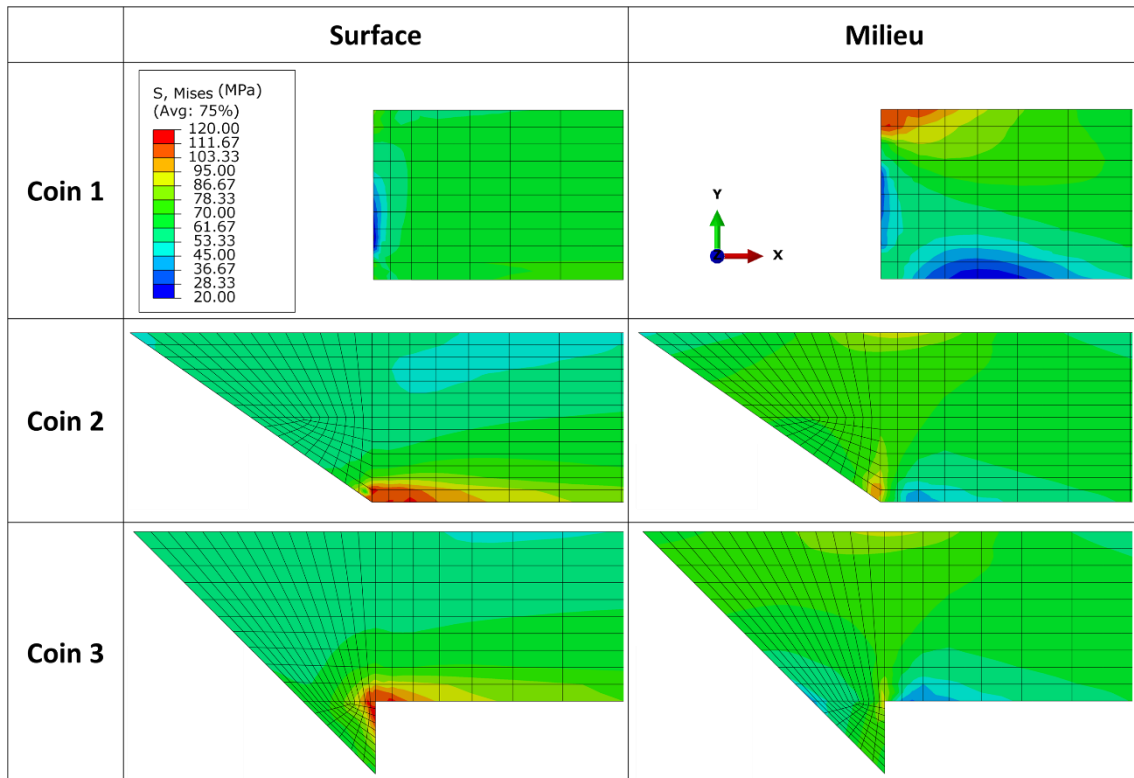 Surface
Milieu
Coin 1
S, Mises (MPa)
(Avg: 75%)
120.00
111.67
103.33
95.00
86.67
78.33
70.00
61.67
53.33
45.00
36.67
28.33
20.00
Y
Z
X
Coin 2
Coin 3